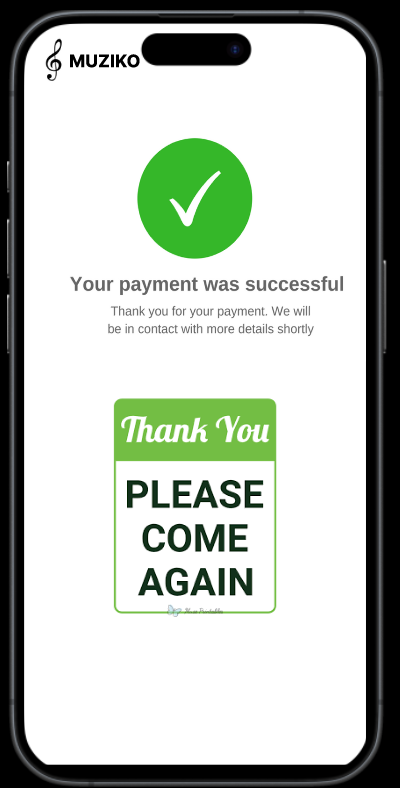 MUZIKO
Your payment was successful
Thank you for your payment. We will
be in contact with more details shortly
Thank You
PLEASE
COME
AGAIN